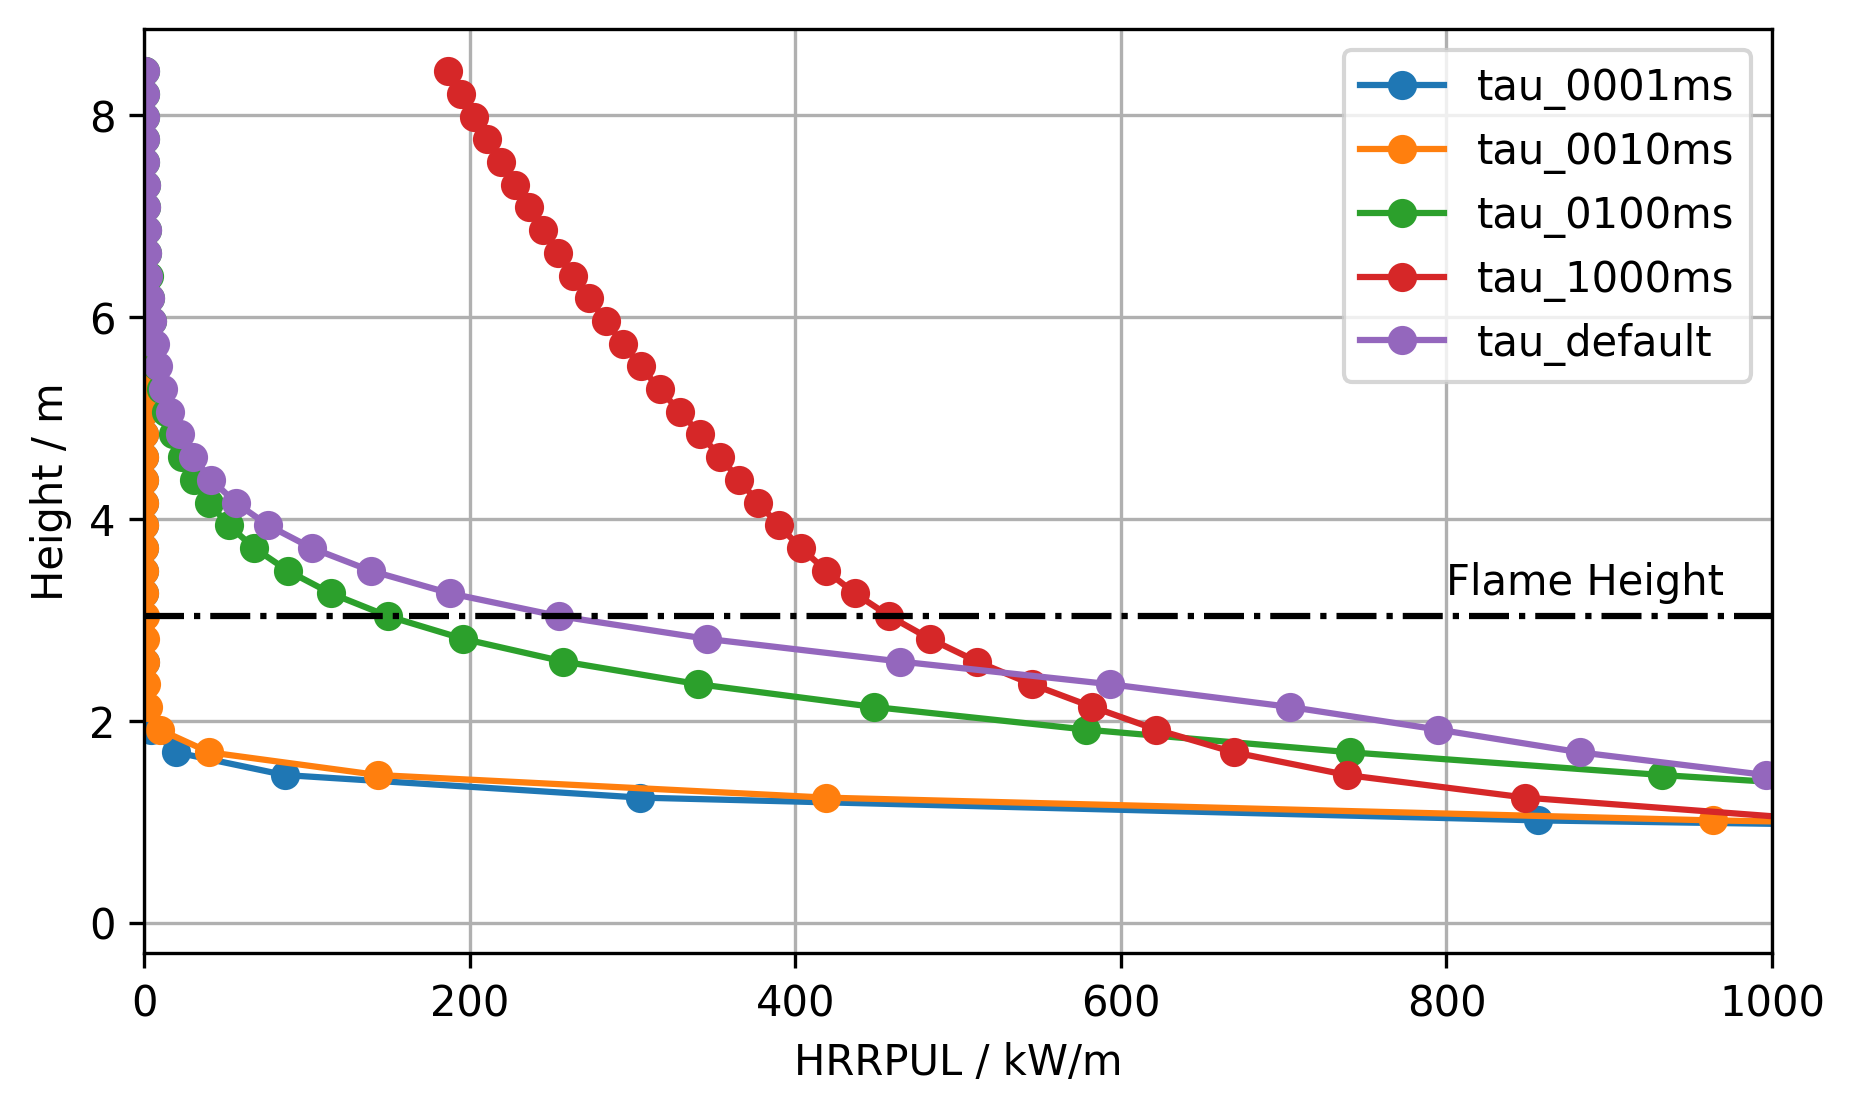 8
6
4
2
0
Height / m
tau_0001ms
tau_0010ms
tau_0100ms
tau_1000ms
tau_default
Flame Height
0 200 400 600 800 1000
HRRPUL / kW/m